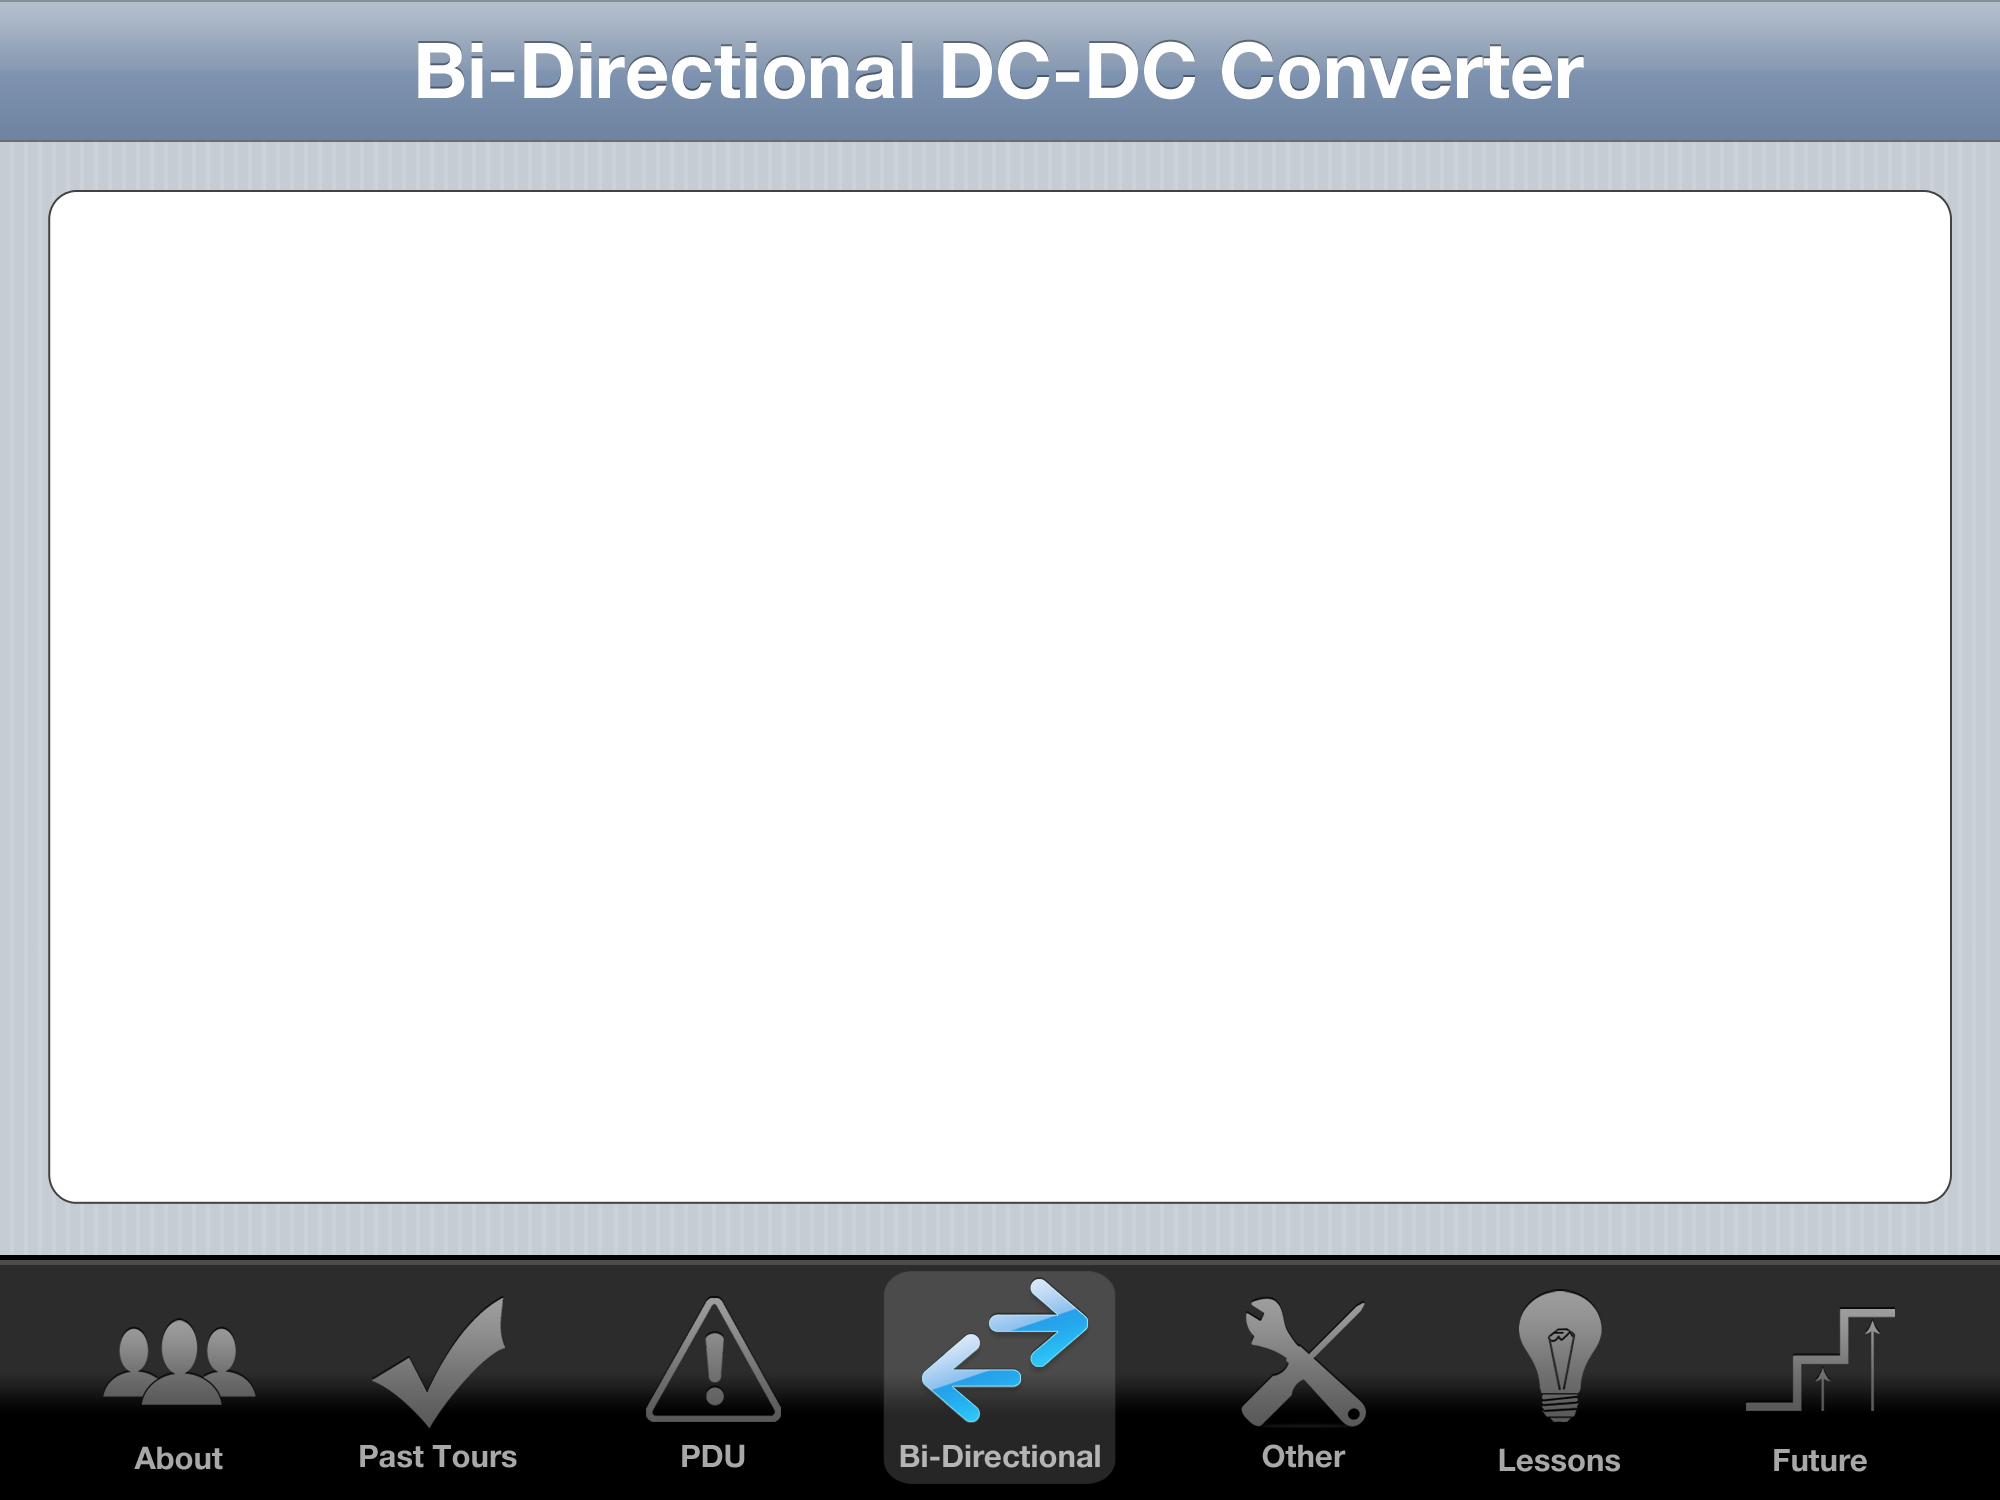 Bi-Directional DC-DC Converter
About
Past Tours
PDU
Bi-Directional
Other
Lessons
Future